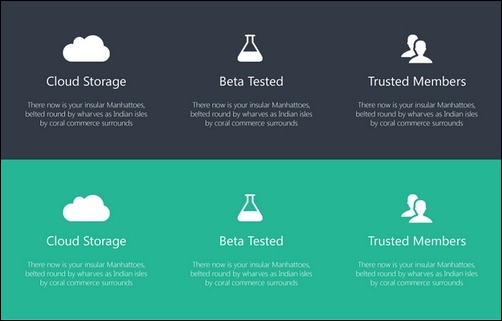 Cloud Storage Beta Tested Trusted Members
There now is your insular Manhattoes, There now is your insular Manhattoes, There now is your insular Manhattoes,
belted round by wharves as Indian isles belted round by wharves as Indian isles belted round by wharves as Indian isles
by coral commerce surrounds by coral commerce surrounds by coral commerce surrounds
Cloud Storage Beta Tested Trusted Members
There now is your insular Manhattoes, There now is your insular Manhattoes, There now is your insular Manhattoes,
belted round by wharves as Indian isles belted round by wharves as Indian isles belted round by wharves as Indian isles
by coral commerce surrounds by coral commerce surrounds by coral commerce surrounds